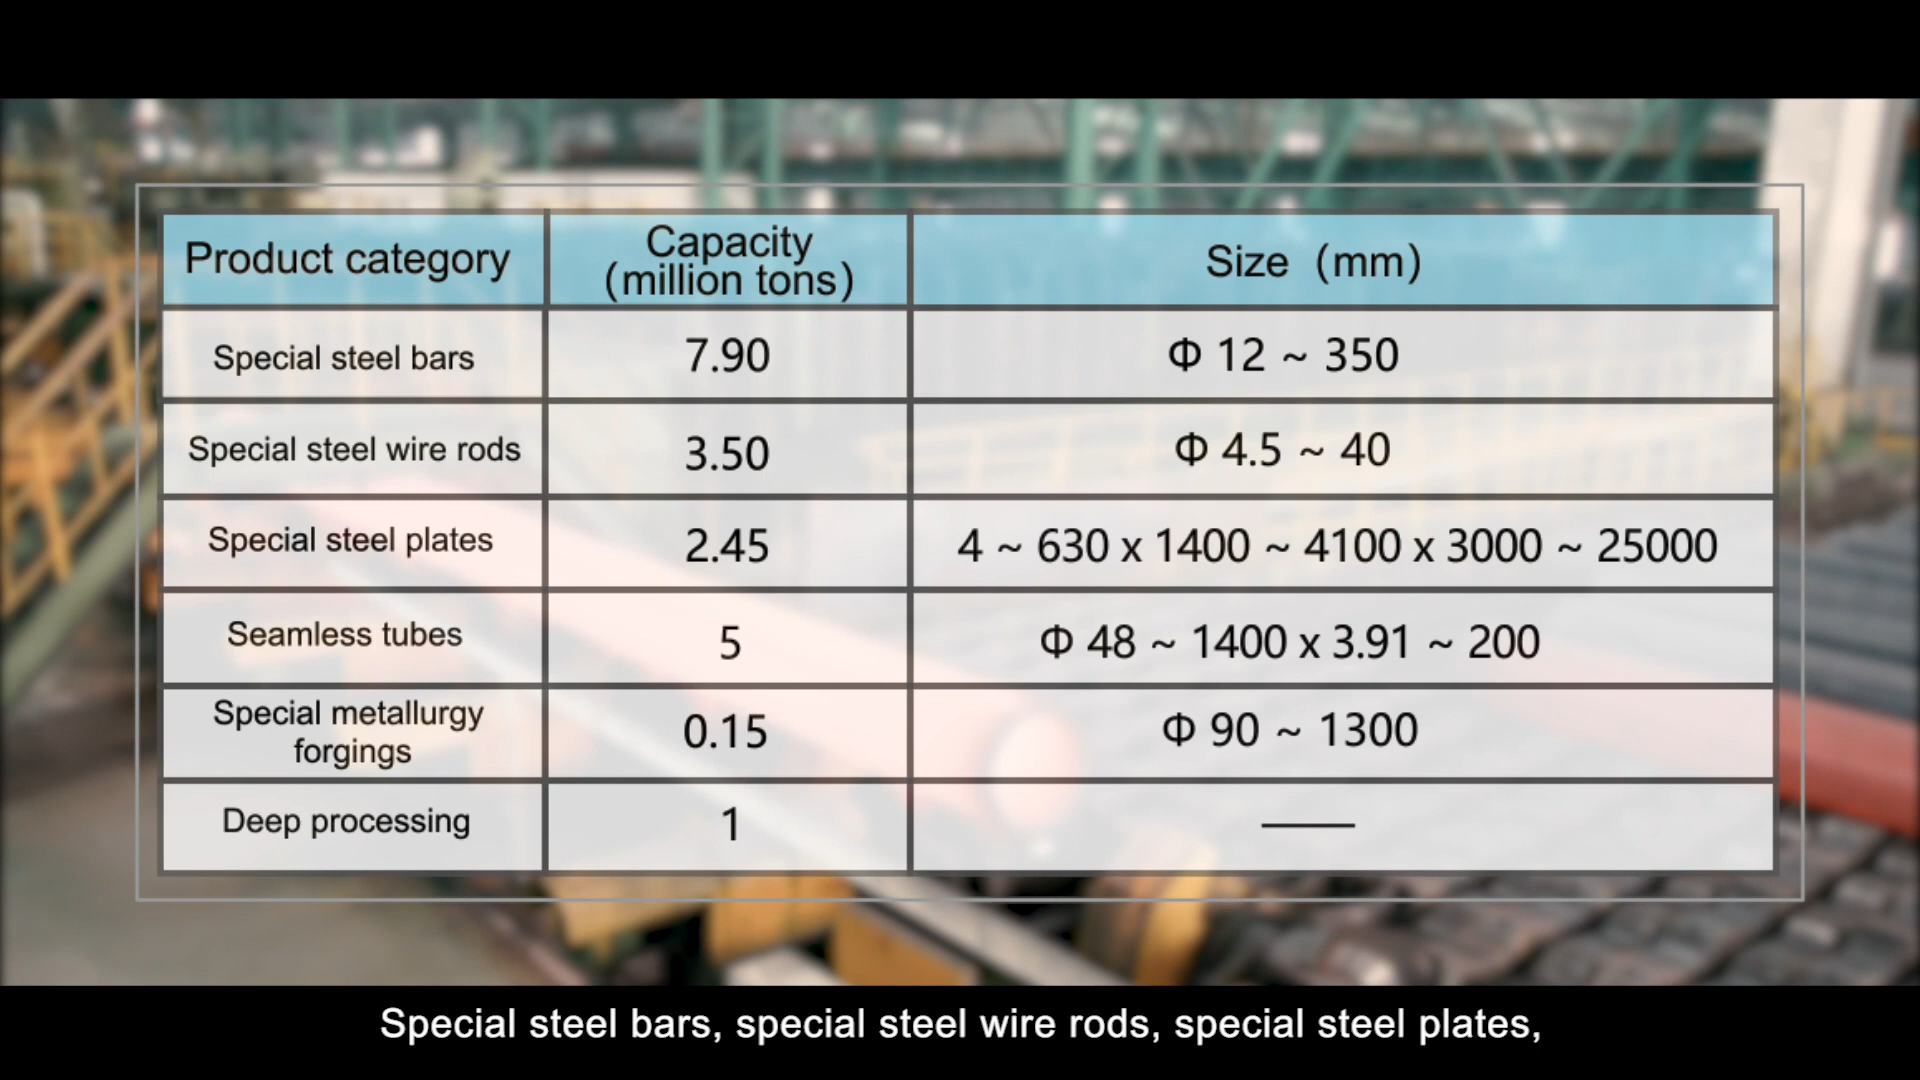 Product category
Capacity
(million tons)
Size (mm)
Special steel bars
7.90
Φ 12 ~ 350
Special steel wire rods
3.50
Φ 4.5 ~ 40
Special steel plates
2.45
4 ~ 630 x 1400 ~ 4100 x 3000 ~ 25000
Seamless tubes
5
Φ 48 ~ 1400 x 3.91 ~ 200
Special metallurgy
forgings
0.15
Φ 90 ~ 1300
Deep processing
1
——
Special steel bars, special steel wire rods, special steel plates,